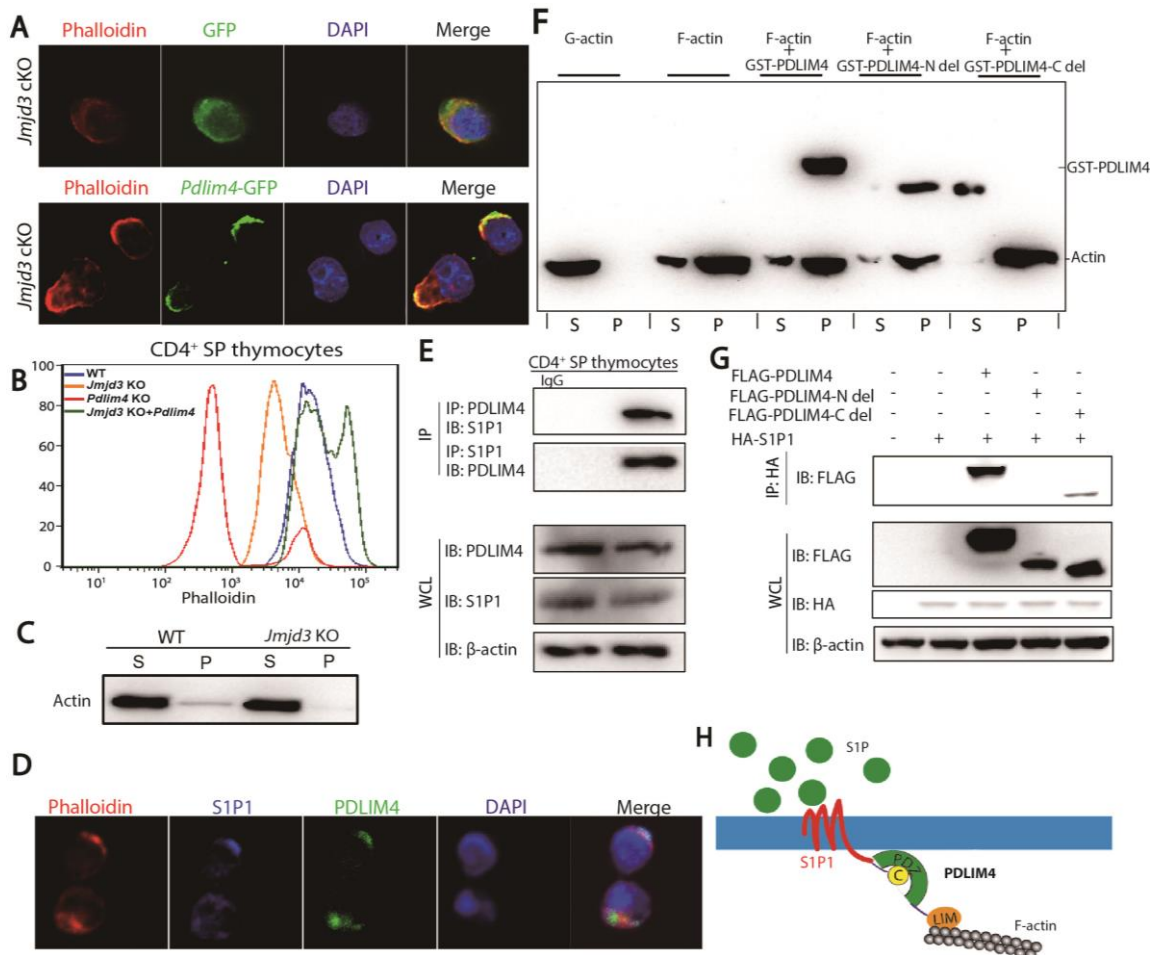 A
Phalloidin GFP DAPI Merge
Jmjd3 cKO
Phalloidin Pdlim4-GFP DAPI Merge
Jmjd3 cKO
B
CD4⁺ SP thymocytes
WT
Jmjd3 KO
Pdlim4 KO
Jmjd3 KO+Pdlim4
100
80
60
40
20
0
10¹ 10² 10³ 10⁴ 10⁵
Phalloidin
C
WT Jmjd3 KO
S P S P
Actin
D
Phalloidin S1P1 PDLIM4 DAPI Merge
E
CD4⁺ SP thymocytes
IgG
IP
IP: PDLIM4
IB: S1P1
IP: S1P1
IB: PDLIM4
WCL
IB: PDLIM4
IB: S1P1
IB: β-actin
F
G-actin
F-actin
F-actin
+
GST-PDLIM4
F-actin
+
GST-PDLIM4-N del
F-actin
+
GST-PDLIM4-C del
GST-PDLIM4
Actin
S P S P S P S P S P
G
FLAG-PDLIM4 - - + - -
FLAG-PDLIM4-N del - - - + -
FLAG-PDLIM4-C del - - - - +
HA-S1P1 - + + + +
IP: HA
IB: FLAG
WCL
IB: FLAG
IB: HA
IB: β-actin
H
S1P
S1P1
PDZ
C
PDLIM4
LIM
F-actin